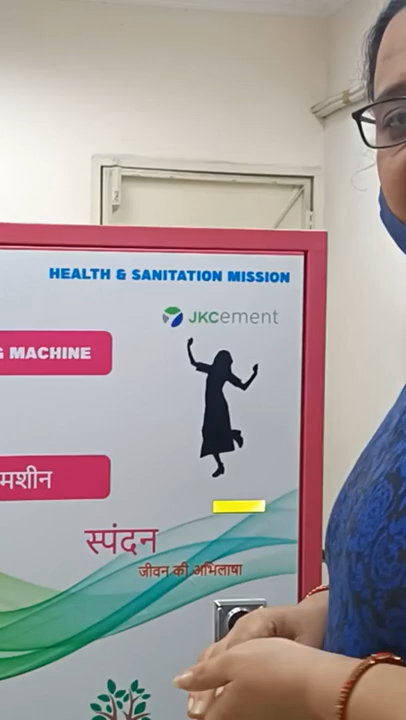 HEALTH & SANITATION MISSION
JKCement
MACHINE
मशीन
स्पंदन
जीवन की अभिलाषा